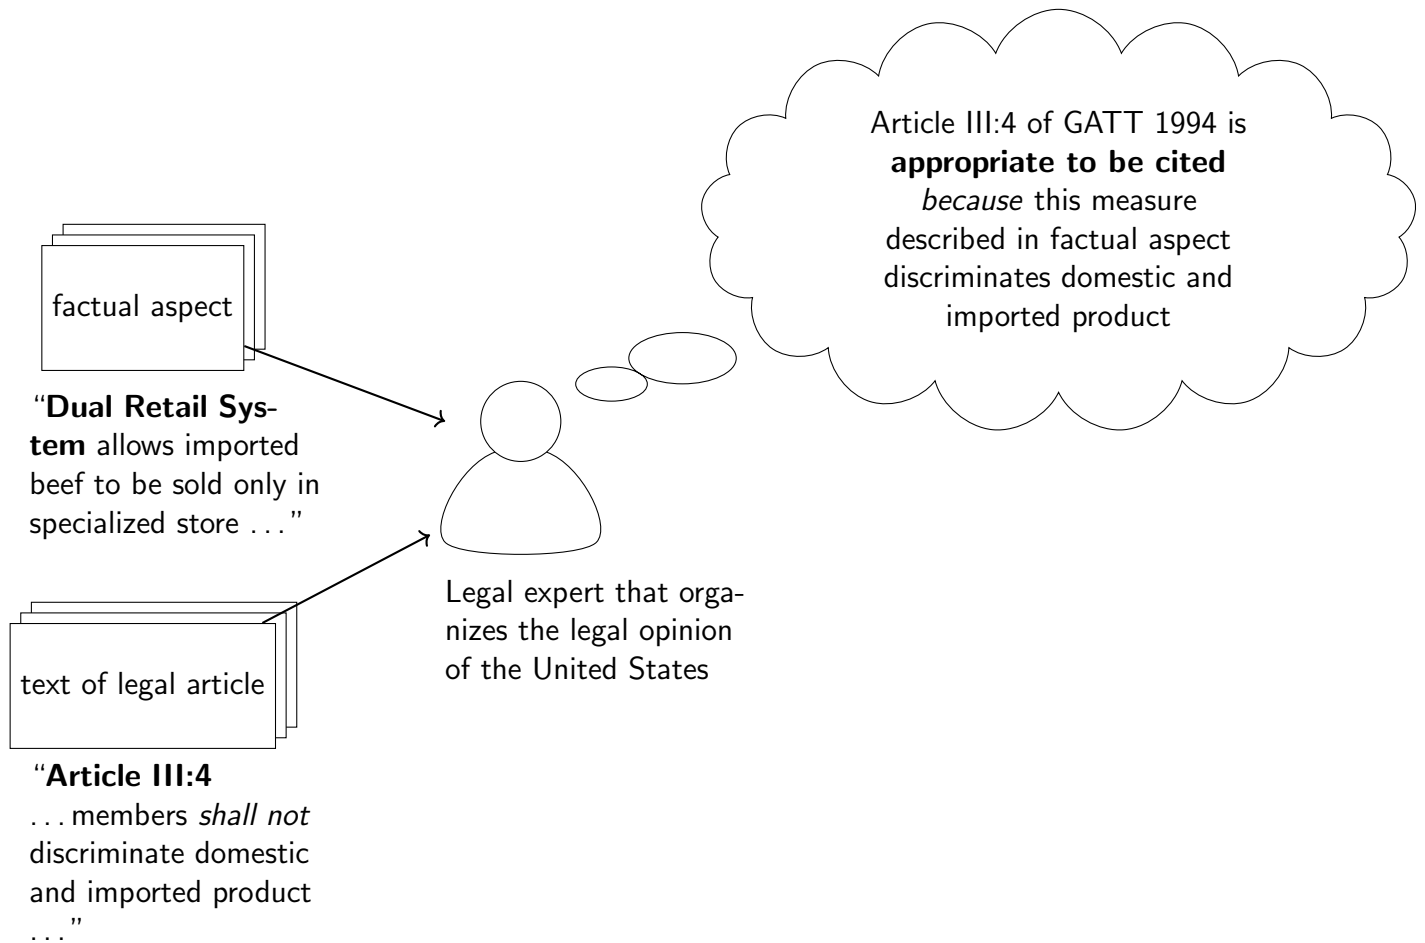 factual aspect
“Dual Retail Sys-
tem allows imported
beef to be sold only in
specialized store . . . ”
text of legal article
“Article III:4
. . . members shall not
discriminate domestic
and imported product
. . . ”
Legal expert that orga-
nizes the legal opinion
of the United States
Article III:4 of GATT 1994 is
appropriate to be cited
because this measure
described in factual aspect
discriminates domestic and
imported product